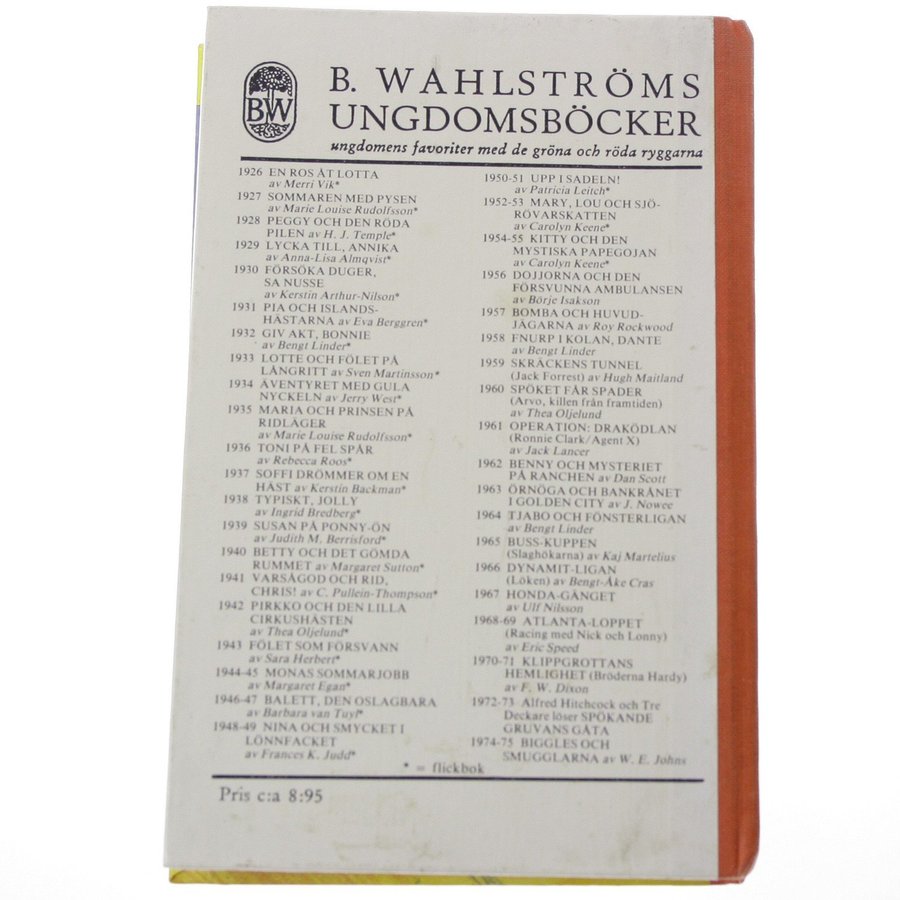 BW
B. WAHLSTRÖMS
UNGDOMSBÖCKER
ungdomens favoriter med de gröna och röda ryggarna
1926 EN ROS ÅT LOTTA
av Merri Vik*
1927 SOMMAREN MED PYSEN
av Marie Louise Rudolfsson*
1928 PEGGY OCH DEN RÖDA
PILEN av H. J. Temple*
1929 LYCKA TILL, ANNIKA
av Anna-Lisa Almqvist*
1930 FÖRSÖKA DUGER,
SA NUSSE
av Kerstin Arthur-Nilson*
1931 PIA OCH ISLANDS-
HÄSTARNA av Eva Berggren*
1932 GIV AKT, BONNIE
av Bengt Linder*
1933 LOTTE OCH FÖLET PÅ
LÅNGRITT av Sven Martinsson*
1934 ÄVENTYRET MED GULA
NYCKELN av Jerry West*
1935 MARIA OCH PRINSEN PÅ
RIDLÄGER
av Marie Louise Rudolfsson*
1936 TONI PÅ FEL SPÅR
av Rebecca Roos*
1937 SOFFI DRÖMMER OM EN
HÄST av Kerstin Backman*
1938 TYPISKT, JOLLY
av Ingrid Bredberg*
1939 SUSAN PÅ PONNY-ÖN
av Judith M. Berrisford*
1940 BETTY OCH DET GÖMDA
RUMMET av Margaret Sutton*
1941 VARSÅGOD OCH RID,
CHRIS! av C. Pullein-Thompson*
1942 PIRKKO OCH DEN LILLA
CIRKUSHÄSTEN
av Thea Oljelund*
1943 FÖLET SOM FÖRSVANN
av Sara Herbert*
1944-45 MONAS SOMMARJOBB
av Margaret Egan*
1946-47 BALETT, DEN OSLAGBARA
av Barbara van Tuyl*
1948-49 NINA OCH SMYCKET I
LÖNNFACKET
av Frances K. Judd*
1950-51 UPP I SADELN!
av Patricia Leitch*
1952-53 MARY, LOU OCH SJÖ-
RÖVARSKATTEN
av Carolyn Keene*
1954-55 KITTY OCH DEN
MYSTISKA PAPEGOJAN
av Carolyn Keene*
1956 DOJJORNA OCH DEN
FÖRSVUNNA AMBULANSEN
av Börje Isakson
1957 BOMBA OCH HUVUD-
JÄGARNA av Roy Rockwood
1958 FNURP I KOLAN, DANTE
av Bengt Linder
1959 SKRÄCKENS TUNNEL
(Jack Forrest) av Hugh Maitland
1960 SPÖKET FÅR SPADER
(Arvo, killen från framtiden)
av Thea Oljelund
1961 OPERATION: DRAKÖDLAN
(Ronnie Clark/Agent X)
av Jack Lancer
1962 BENNY OCH MYSTERIET
PÅ RANCHEN av Dan Scott
1963 ÖRNÖGA OCH BANKRÅNET
I GOLDEN CITY av J. Nowee
1964 TJABO OCH FÖNSTERLIGAN
av Bengt Linder
1965 BUSS-KUPPEN
(Slaghökarna) av Kaj Martelius
1966 DYNAMIT-LIGAN
(Löken) av Bengt-Åke Cras
1967 HONDA-GÄNGET
av Ulf Nilsson
1968-69 ATLANTA-LOPPET
(Racing med Nick och Lonny)
av Eric Speed
1970-71 KLIPPGROTTANS
HEMLIGHET (Bröderna Hardy)
av F. W. Dixon
1972-73 Alfred Hitchcock och Tre
Deckare löser SPÖKANDE
GRUVANS GÅTA
1974-75 BIGGLES OCH
SMUGGLARNA av W. E. Johns
* = flickbok
Pris c:a 8:95